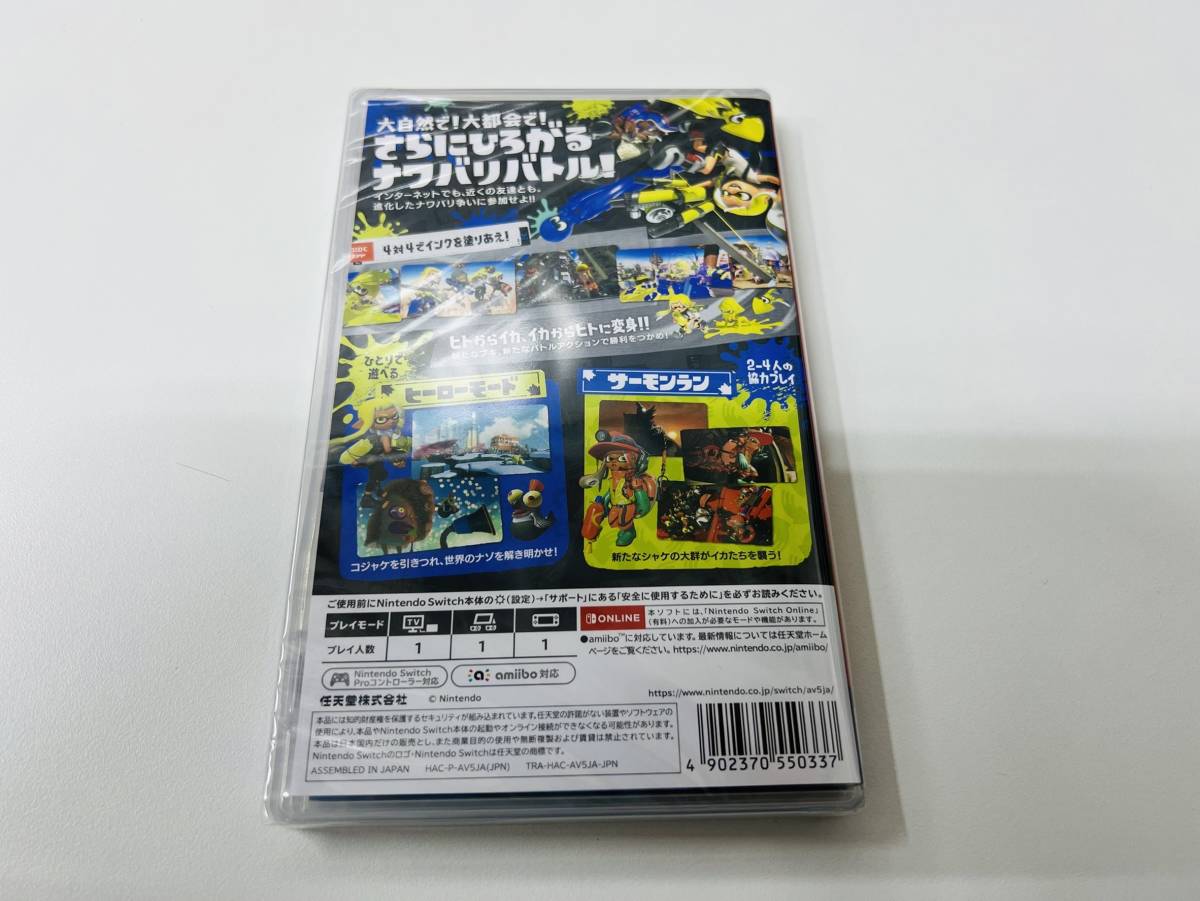 大自然で!大都会で!
さらにひろがる
ナワバリバトル!
インターネットでも、近くの友達とも。
進化したナワバリ争いに参加せよ!!
4対4でインクを塗りあえ!
ヒトからイカ、イカからヒトに変身!!
新たなブキ、新たなバトルアクションで勝利をつかめ!
ひとりで
遊べる
ヒーローモード
コジャケを引きつれ、世界のナゾを解き明かせ!
2-4人の
協力プレイ
サーモンラン
新たなシャケの大群がイカたちを襲う!
ご使用前にNintendo Switch本体の(設定)→「サポート」にある「安全に使用するために」を必ずお読みください。
プレイモード TV
プレイ人数 1 1 1
ONLINE
本ソフトには、「Nintendo Switch Online」
(有料)への加入が必要なモードや機能があります。
●amiibo™に対応しています。最新情報については任天堂ホーム
ページをご覧ください。https://www.nintendo.co.jp/amiibo/
Nintendo Switch
Proコントローラー対応
amiibo 対応
任天堂株式会社 © Nintendo
https://www.nintendo.co.jp/switch/av5ja/
本品には知的財産権を保護するセキュリティが組み込まれています。任天堂の許諾がない装置やソフトウェアの
使用により、本品やNintendo Switch本体の起動やオンライン接続ができなくなる可能性があります。
本品は日本国内だけの販売とし、また商業目的の使用や無断複製および賃貸は禁止されています。
Nintendo Switchのロゴ・Nintendo Switchは任天堂の商標です。
ASSEMBLED IN JAPAN HAC-P-AV5JA(JPN) TRA-HAC-AV5JA-JPN
4 902370 550337